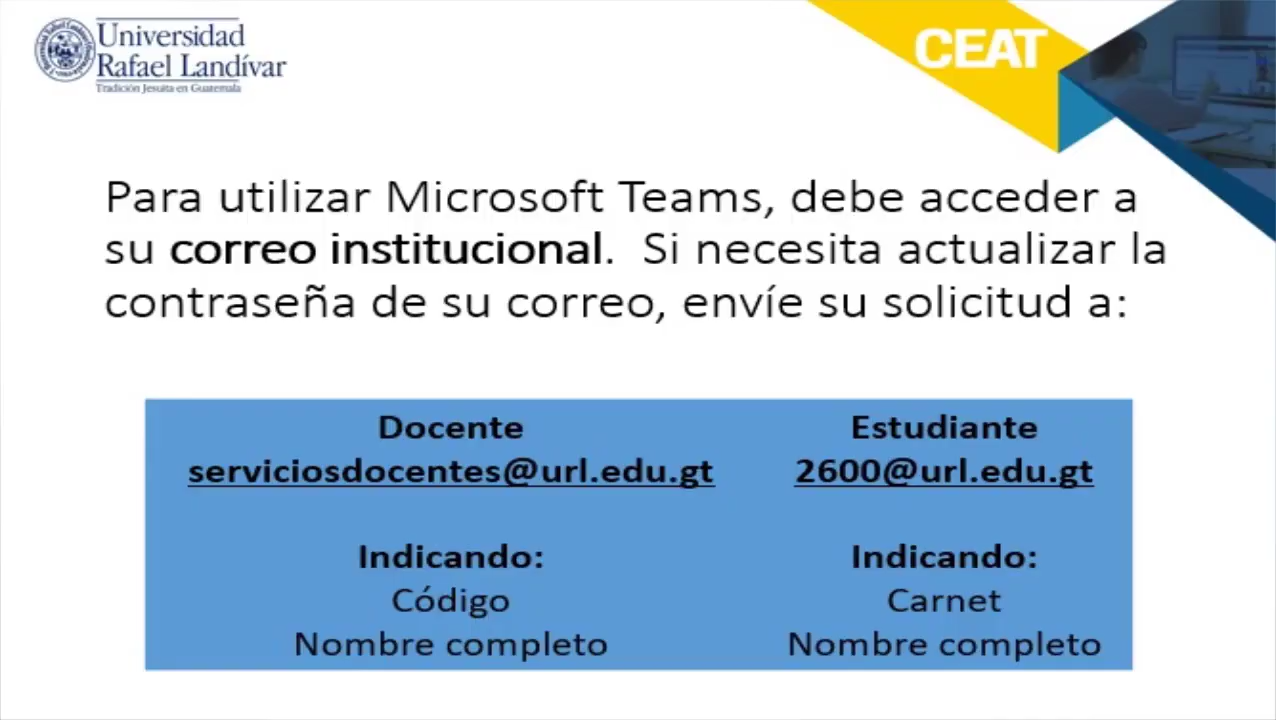 Universidad
Rafael Landívar
Tradición Jesuita en Guatemala
CEAT
Para utilizar Microsoft Teams, debe acceder a
su correo institucional. Si necesita actualizar la
contraseña de su correo, envíe su solicitud a:
Docente
serviciosdocentes@url.edu.gt
Indicando:
Código
Nombre completo
Estudiante
2600@url.edu.gt
Indicando:
Carnet
Nombre completo